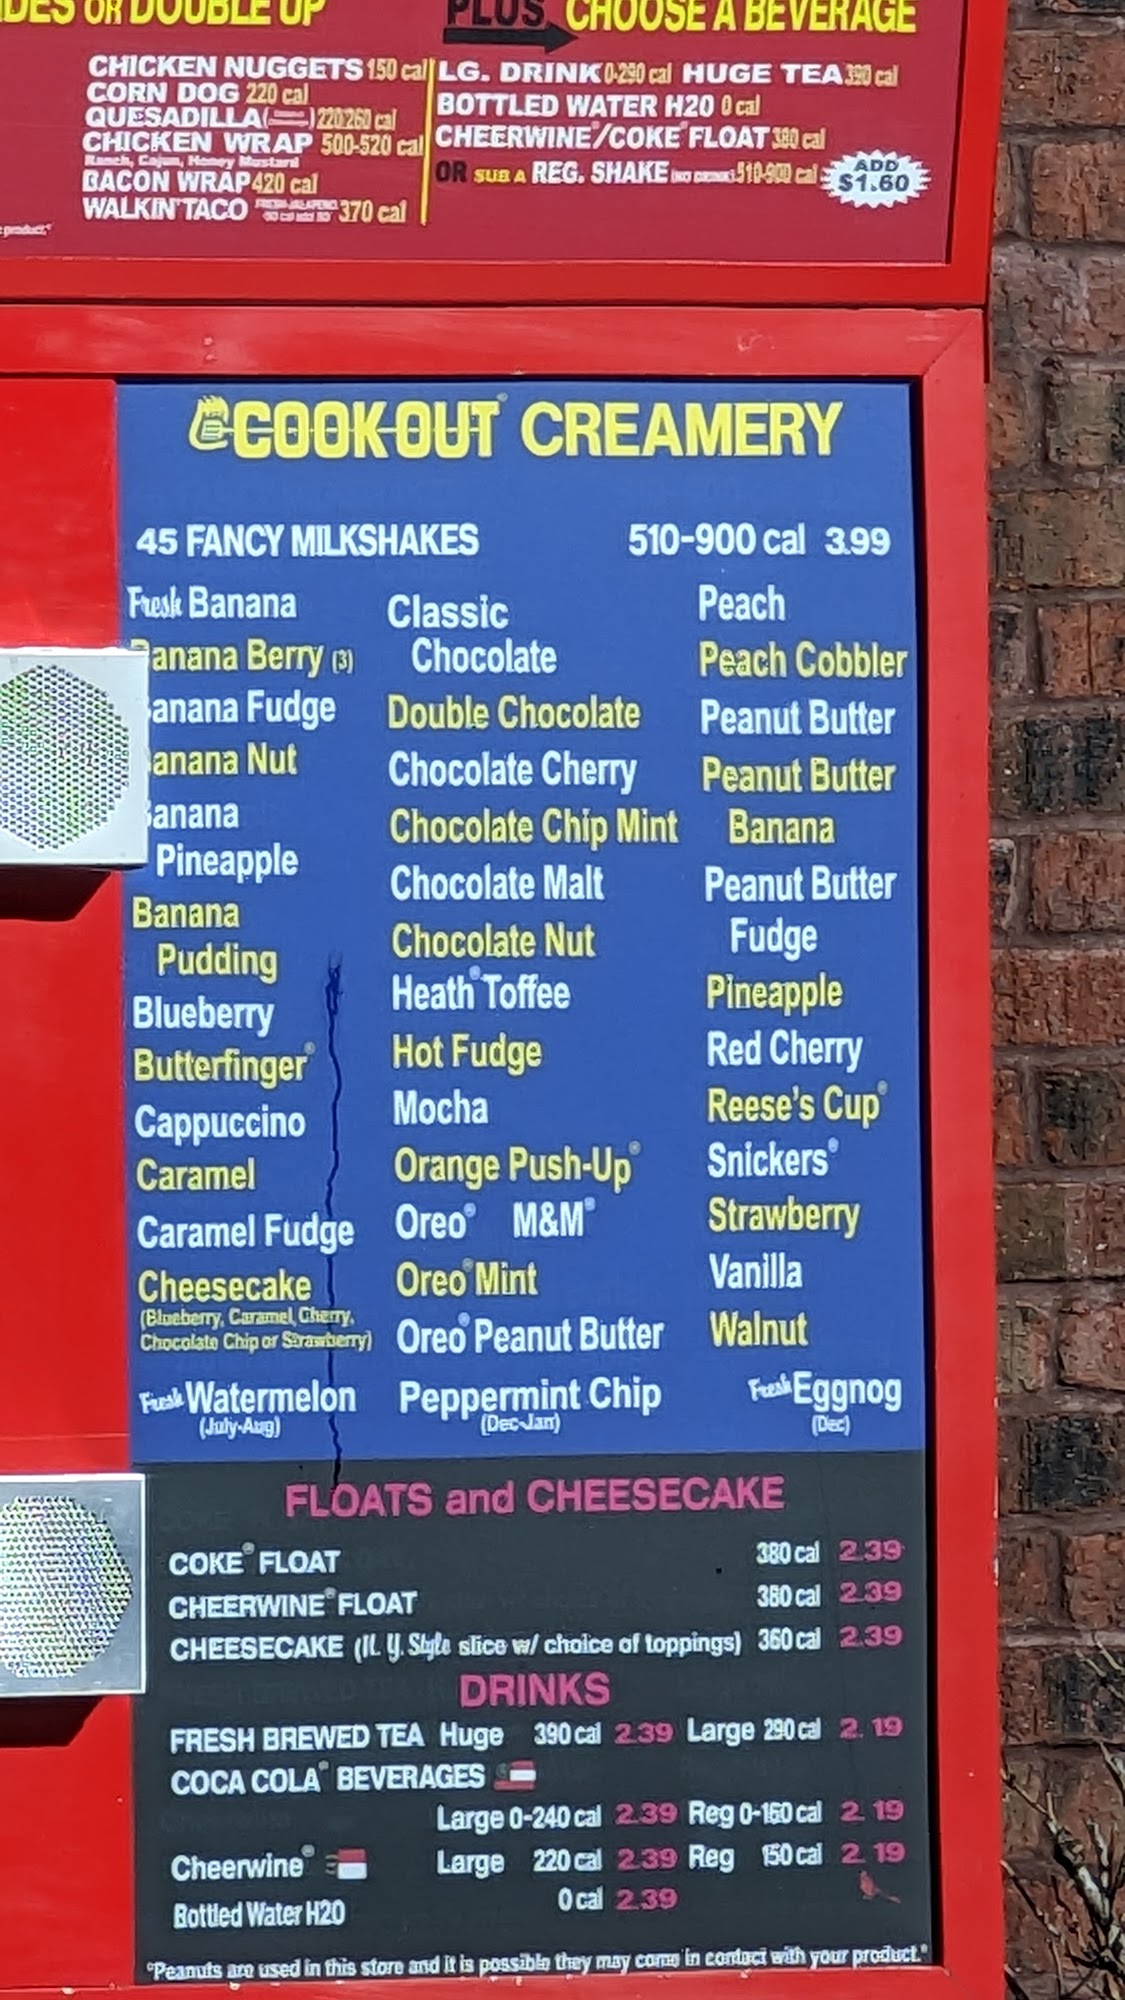 IDES OR DOUBLE UP
PLUS CHOOSE A BEVERAGE
CHICKEN NUGGETS 150 cal
CORN DOG 220 cal
QUESADILLA 220/260 cal
CHICKEN WRAP 500-520 cal
Ranch, Cajun, Honey Mustard
BACON WRAP 420 cal
WALKIN' TACO 370 cal
product."
LG. DRINK 0-290 cal HUGE TEA 390 cal
BOTTLED WATER H20 0 cal
CHEERWINE®/COKE® FLOAT 380 cal
OR SUB A REG. SHAKE (NO DRINK) 510-900 cal
ADD
$1.60
COOK-OUT® CREAMERY
45 FANCY MILKSHAKES 510-900 cal 3.99
Fresh Banana
Banana Berry (3)
Banana Fudge
Banana Nut
Banana
Pineapple
Banana
Pudding
Blueberry
Butterfinger®
Cappuccino
Caramel
Caramel Fudge
Cheesecake
(Blueberry, Caramel, Cherry,
Chocolate Chip or Strawberry)
Fresh Watermelon
(July-Aug)
Classic
Chocolate
Double Chocolate
Chocolate Cherry
Chocolate Chip Mint
Chocolate Malt
Chocolate Nut
Heath® Toffee
Hot Fudge
Mocha
Orange Push-Up®
Oreo® M&M®
Oreo® Mint
Oreo® Peanut Butter
Peppermint Chip
(Dec-Jan)
Peach
Peach Cobbler
Peanut Butter
Peanut Butter
Banana
Peanut Butter
Fudge
Pineapple
Red Cherry
Reese's Cup®
Snickers®
Strawberry
Vanilla
Walnut
Fresh Eggnog
(Dec)
FLOATS and CHEESECAKE
COKE® FLOAT 380 cal 2.39
CHEERWINE® FLOAT 380 cal 2.39
CHEESECAKE (N. Y. Style slice w/ choice of toppings) 360 cal 2.39
DRINKS
FRESH BREWED TEA Huge 390 cal 2.39 Large 290 cal 2.19
COCA COLA® BEVERAGES
Large 0-240 cal 2.39 Reg 0-160 cal 2.19
Cheerwine® Large 220 cal 2.39 Reg 150 cal 2.19
Bottled Water H20 0 cal 2.39
"Peanuts are used in this store and it is possible they may come in contact with your product."